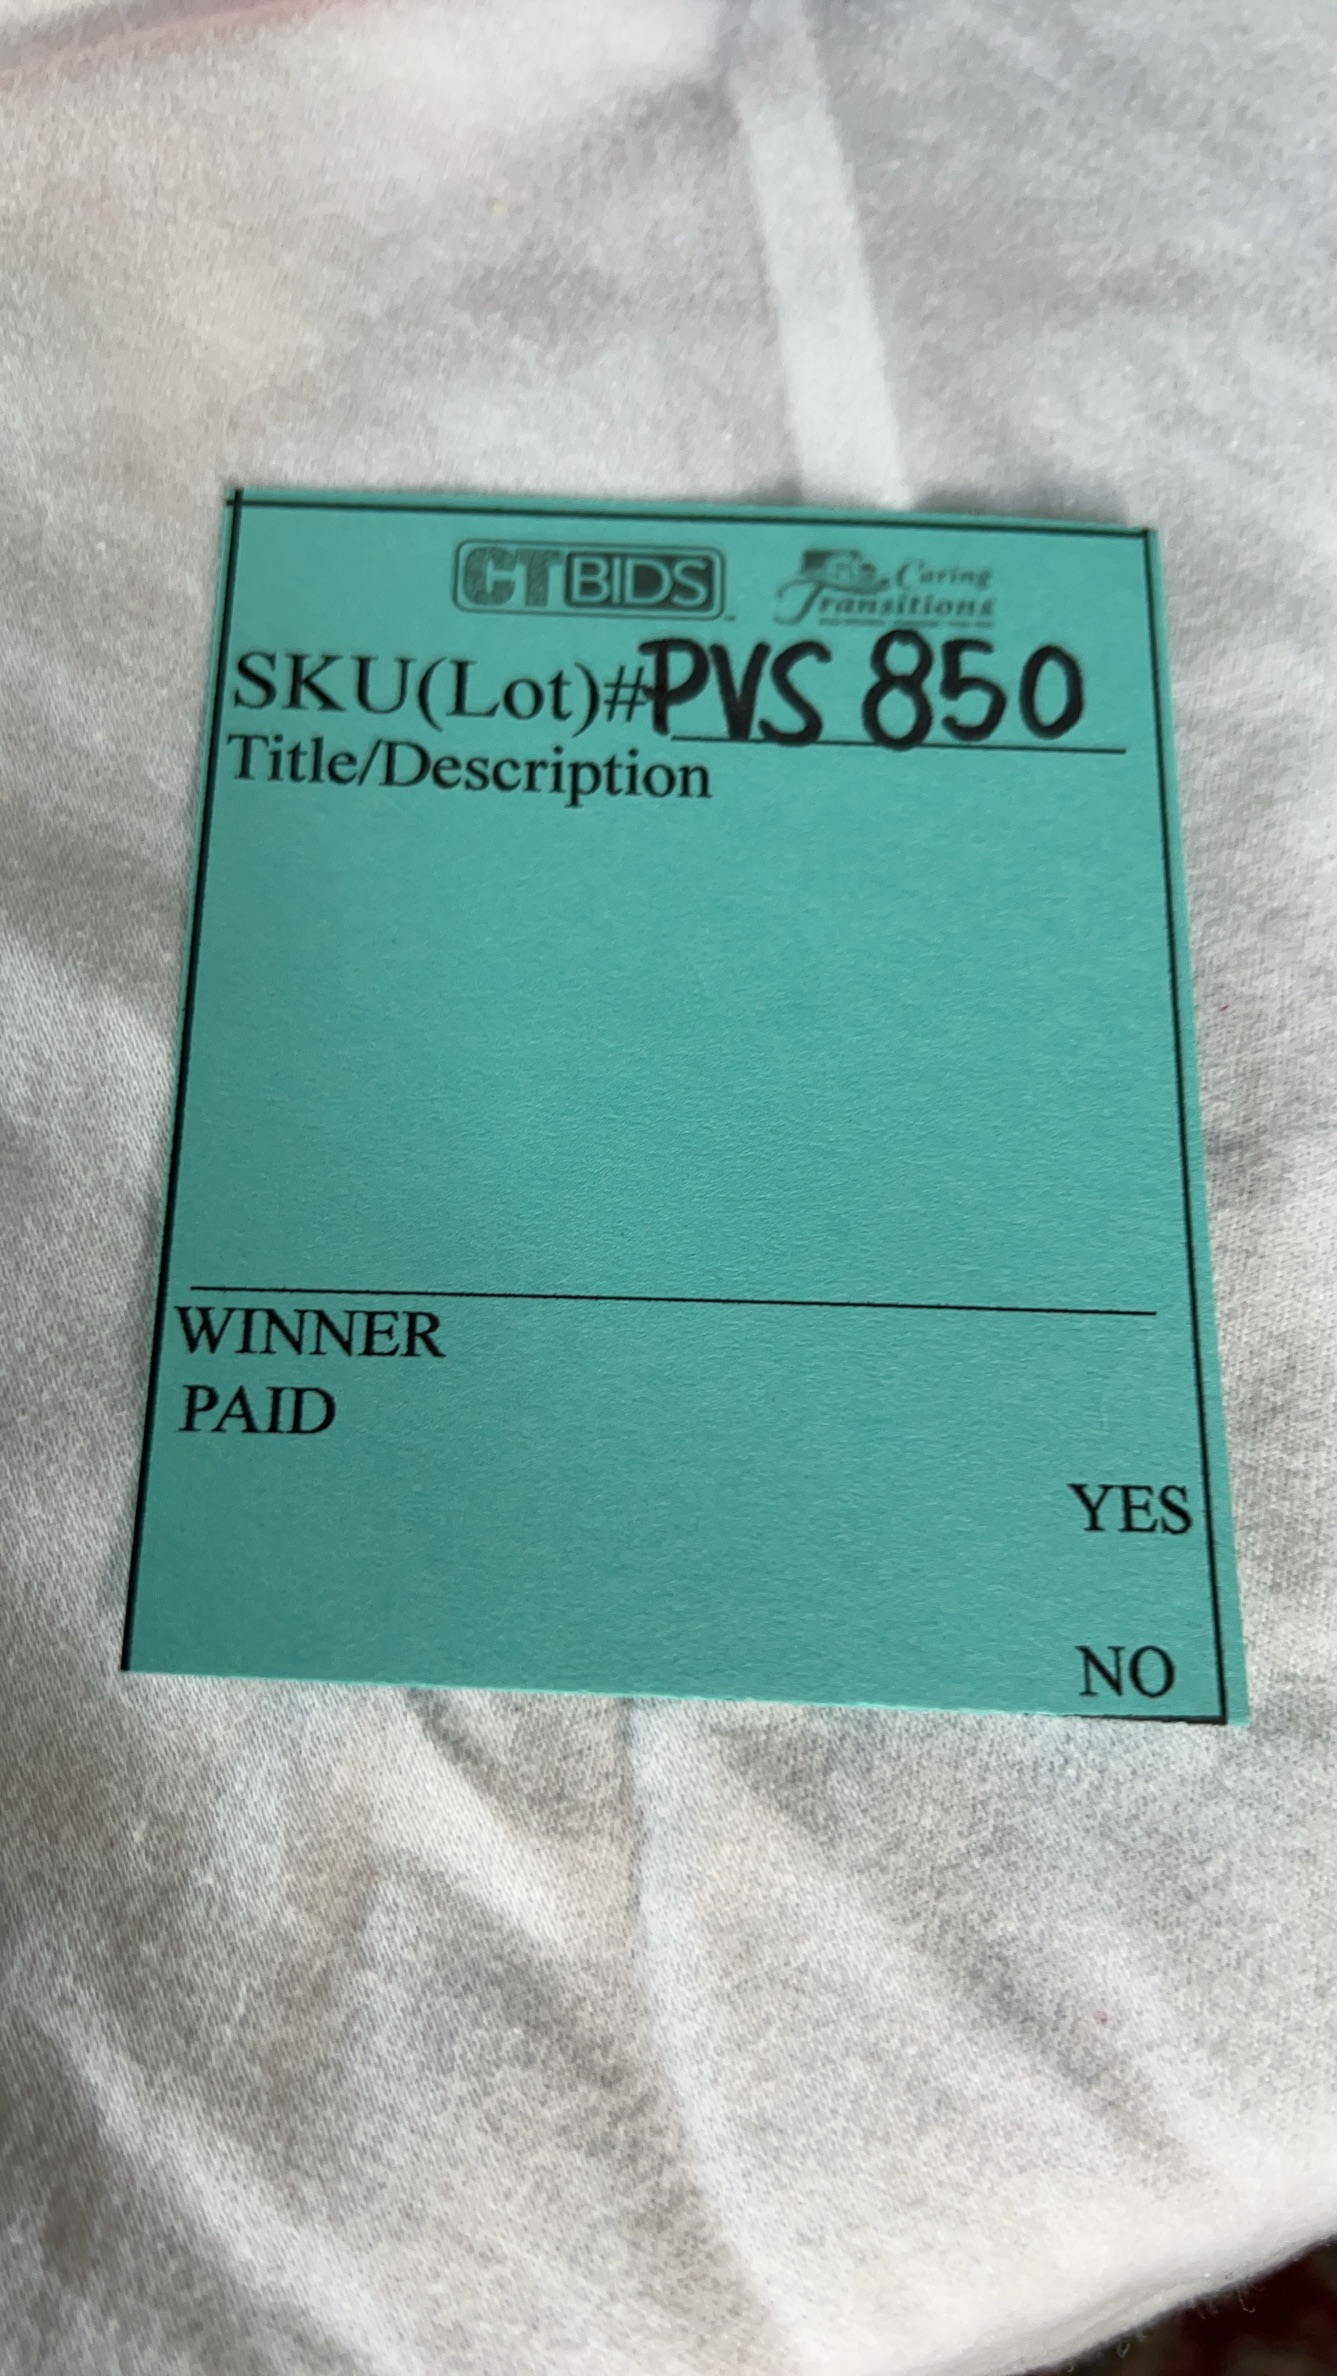 CTBIDS
Caring
Transitions
SKU(Lot)#PVS 850
Title/Description
WINNER
PAID
YES
NO